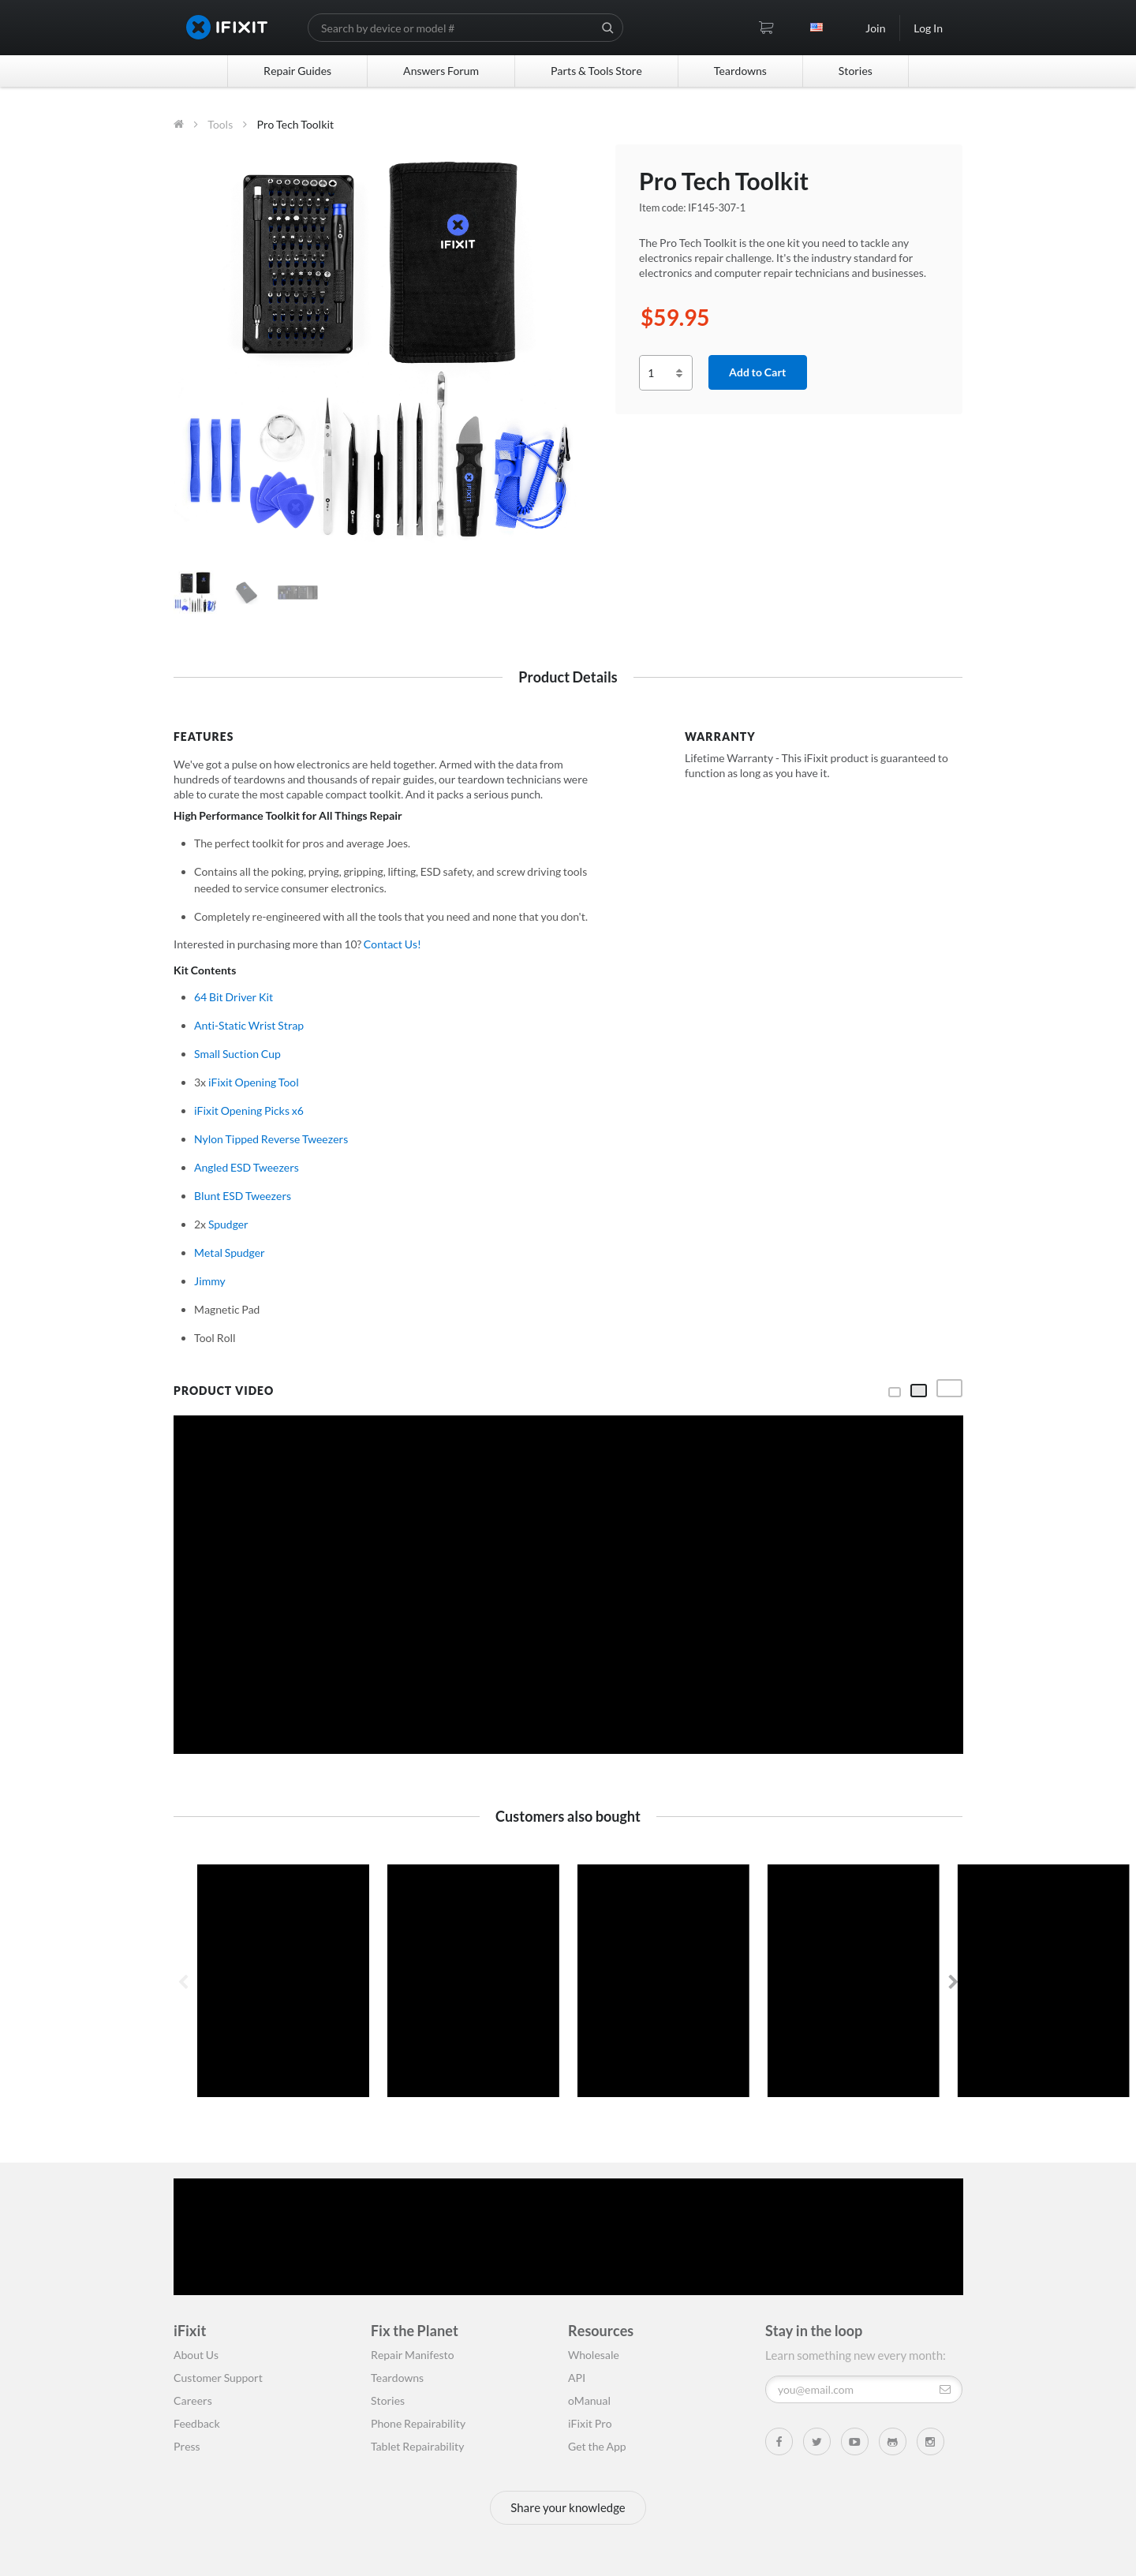 IFIXIT
Search by device or model #
Join
Log In
Repair Guides
Answers Forum
Parts & Tools Store
Teardowns
Stories
Tools
Pro Tech Toolkit
IFIXIT
IFIXIT
Pro Tech Toolkit
Item code: IF145-307-1
The Pro Tech Toolkit is the one kit you need to tackle any
electronics repair challenge. It's the industry standard for
electronics and computer repair technicians and businesses.
$59.95
1
Add to Cart
Product Details
FEATURES
We've got a pulse on how electronics are held together. Armed with the data from
hundreds of teardowns and thousands of repair guides, our teardown technicians were
able to curate the most capable compact toolkit. And it packs a serious punch.
High Performance Toolkit for All Things Repair
The perfect toolkit for pros and average Joes.
Contains all the poking, prying, gripping, lifting, ESD safety, and screw driving tools
needed to service consumer electronics.
Completely re-engineered with all the tools that you need and none that you don't.
Interested in purchasing more than 10? Contact Us!
Kit Contents
64 Bit Driver Kit
Anti-Static Wrist Strap
Small Suction Cup
3x iFixit Opening Tool
iFixit Opening Picks x6
Nylon Tipped Reverse Tweezers
Angled ESD Tweezers
Blunt ESD Tweezers
2x Spudger
Metal Spudger
Jimmy
Magnetic Pad
Tool Roll
WARRANTY
Lifetime Warranty - This iFixit product is guaranteed to
function as long as you have it.
PRODUCT VIDEO
Customers also bought
iFixit
About Us
Customer Support
Careers
Feedback
Press
Fix the Planet
Repair Manifesto
Teardowns
Stories
Phone Repairability
Tablet Repairability
Resources
Wholesale
API
oManual
iFixit Pro
Get the App
Stay in the loop
Learn something new every month:
you@email.com
Share your knowledge